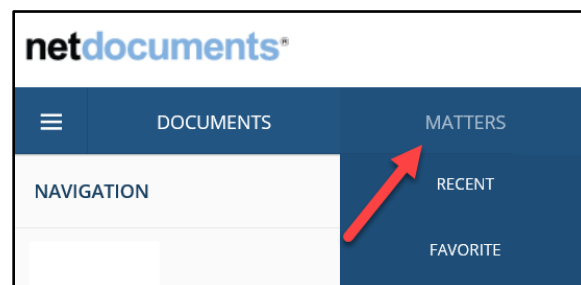 netdocuments®
DOCUMENTS MATTERS
NAVIGATION
RECENT
FAVORITE